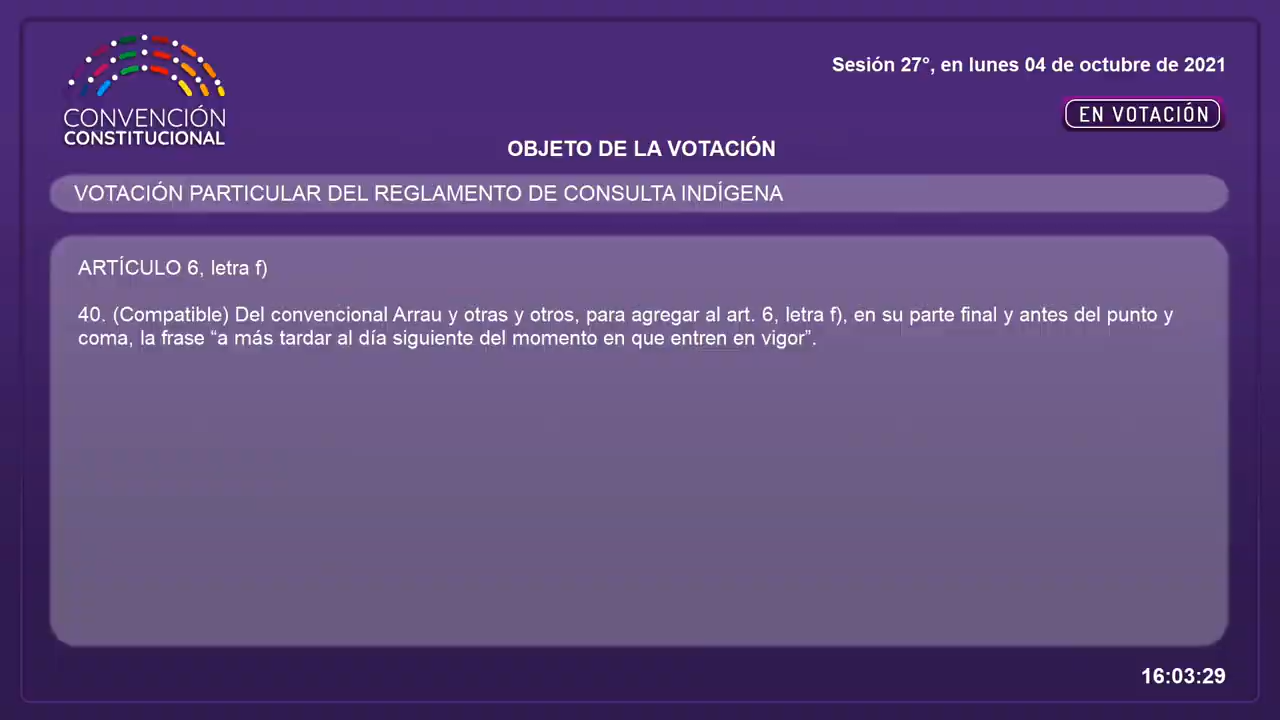 CONVENCIÓN
CONSTITUCIONAL
Sesión 27°, en lunes 04 de octubre de 2021
EN VOTACIÓN
OBJETO DE LA VOTACIÓN
VOTACIÓN PARTICULAR DEL REGLAMENTO DE CONSULTA INDÍGENA
ARTÍCULO 6, letra f)
40. (Compatible) Del convencional Arrau y otras y otros, para agregar al art. 6, letra f), en su parte final y antes del punto y
coma, la frase “a más tardar al día siguiente del momento en que entren en vigor”.
16:03:29